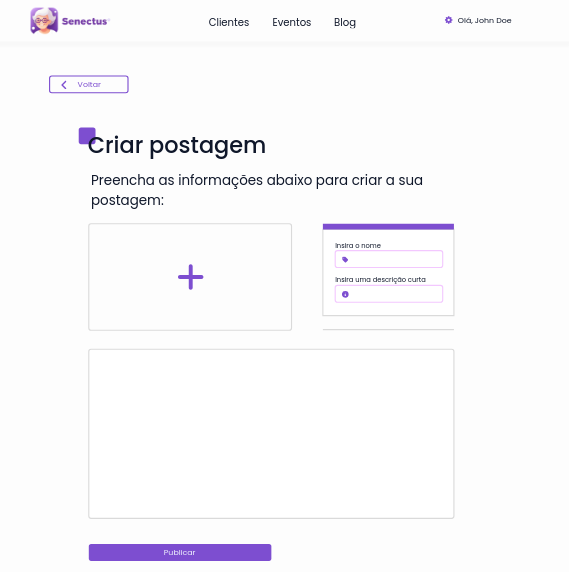 Senectus
Clientes
Eventos
Blog
Olá, John Doe
Voltar
Criar postagem
Preencha as informações abaixo para criar a sua
postagem:
Insira o nome
Insira uma descrição curta
Publicar